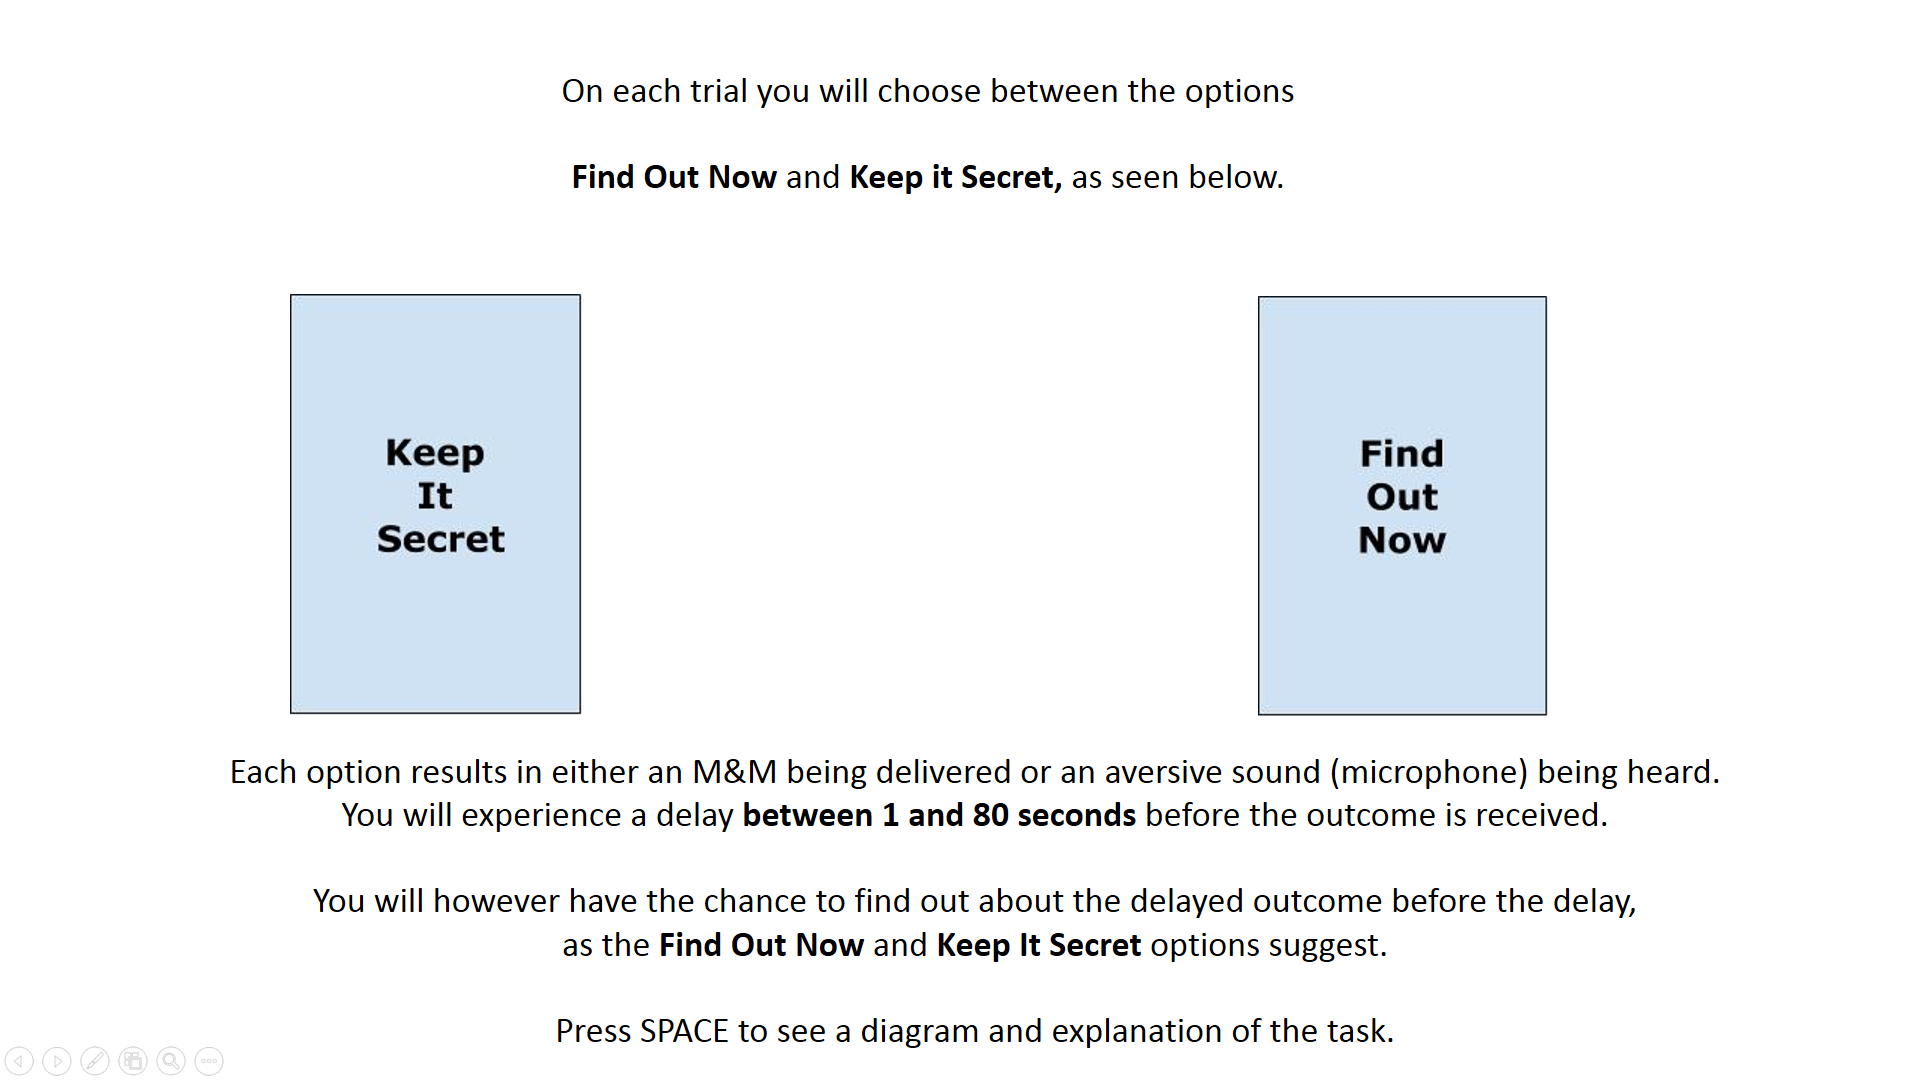 On each trial you will choose between the options
Find Out Now and Keep it Secret, as seen below.
Keep
It
Secret
Find
Out
Now
Each option results in either an M&M being delivered or an aversive sound (microphone) being heard.
You will experience a delay between 1 and 80 seconds before the outcome is received.
You will however have the chance to find out about the delayed outcome before the delay,
as the Find Out Now and Keep It Secret options suggest.
Press SPACE to see a diagram and explanation of the task.